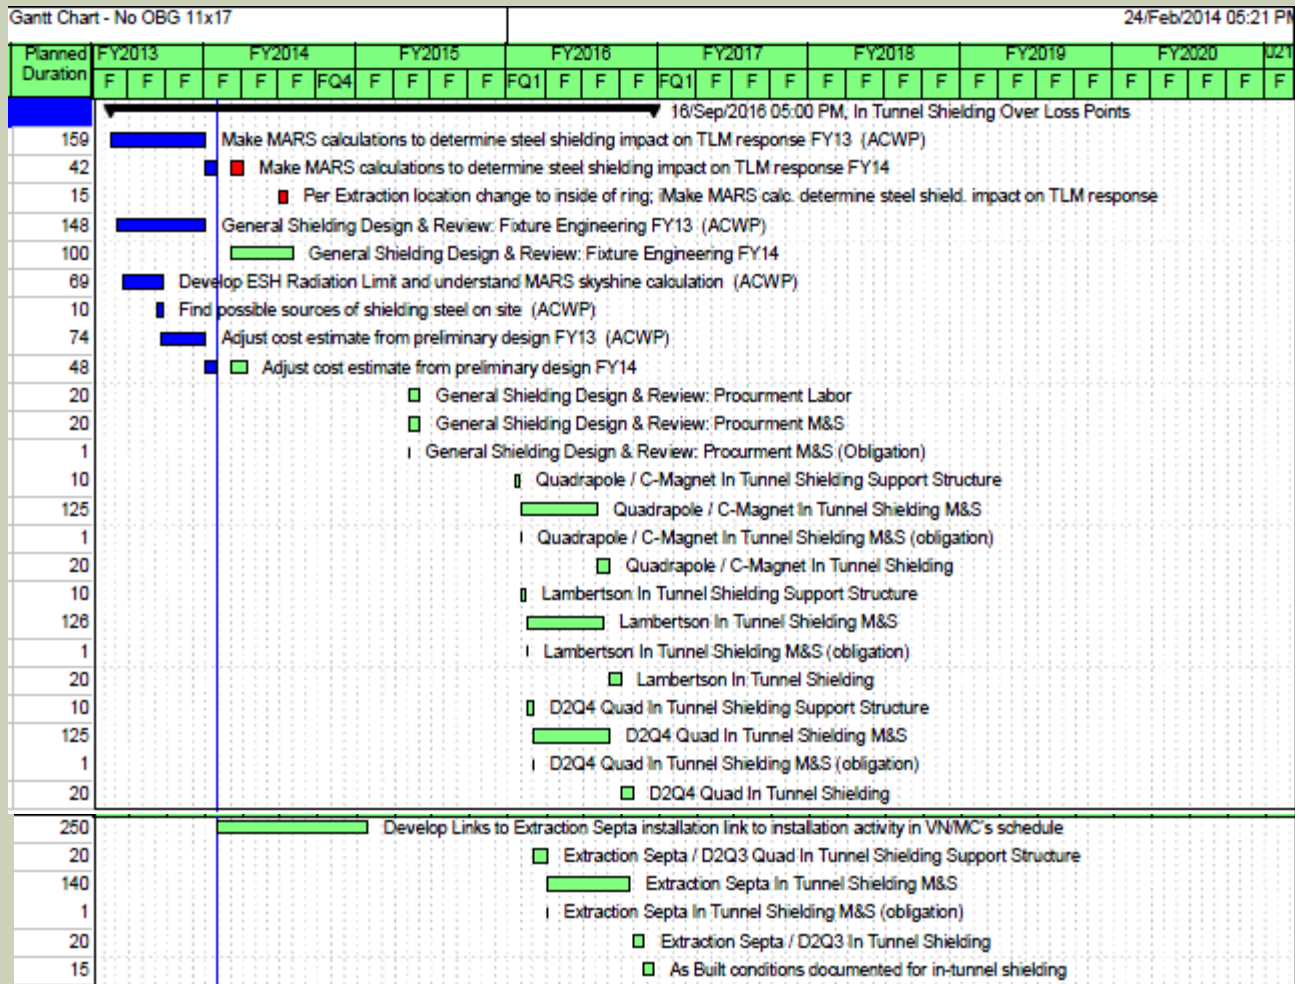 Gantt Chart - No OBG 11x17 24/Feb/2014 05:21 PM
Planned Duration FY2013 FY2014 FY2015 FY2016 FY2017 FY2018 FY2019 FY2020 021
F F F F F F FQ4 F F F F FQ1 F F F FQ1 F F F F F F F F F F F F F F F F
16/Sep/2016 05:00 PM, In Tunnel Shielding Over Loss Points
159 Make MARS calculations to determine steel shielding impact on TLM response FY13 (ACWP)
42 Make MARS calculations to determine steel shielding impact on TLM response FY14
15 Per Extraction location change to inside of ring; iMake MARS calc. determine steel shield. impact on TLM response
148 General Shielding Design & Review: Fixture Engineering FY13 (ACWP)
100 General Shielding Design & Review: Fixture Engineering FY14
69 Develop ESH Radiation Limit and understand MARS skyshine calculation (ACWP)
10 Find possible sources of shielding steel on site (ACWP)
74 Adjust cost estimate from preliminary design FY13 (ACWP)
48 Adjust cost estimate from preliminary design FY14
20 General Shielding Design & Review: Procurment Labor
20 General Shielding Design & Review: Procurment M&S
1 General Shielding Design & Review: Procurment M&S (Obligation)
10 Quadrapole / C-Magnet In Tunnel Shielding Support Structure
125 Quadrapole / C-Magnet In Tunnel Shielding M&S
1 Quadrapole / C-Magnet In Tunnel Shielding M&S (obligation)
20 Quadrapole / C-Magnet In Tunnel Shielding
10 Lambertson In Tunnel Shielding Support Structure
126 Lambertson In Tunnel Shielding M&S
1 Lambertson In Tunnel Shielding M&S (obligation)
20 Lambertson In Tunnel Shielding
10 D2Q4 Quad In Tunnel Shielding Support Structure
125 D2Q4 Quad In Tunnel Shielding M&S
1 D2Q4 Quad In Tunnel Shielding M&S (obligation)
20 D2Q4 Quad In Tunnel Shielding
250 Develop Links to Extraction Septa installation link to installation activity in VN/MC's schedule
20 Extraction Septa / D2Q3 Quad In Tunnel Shielding Support Structure
140 Extraction Septa In Tunnel Shielding M&S
1 Extraction Septa In Tunnel Shielding M&S (obligation)
20 Extraction Septa / D2Q3 In Tunnel Shielding
15 As Built conditions documented for in-tunnel shielding